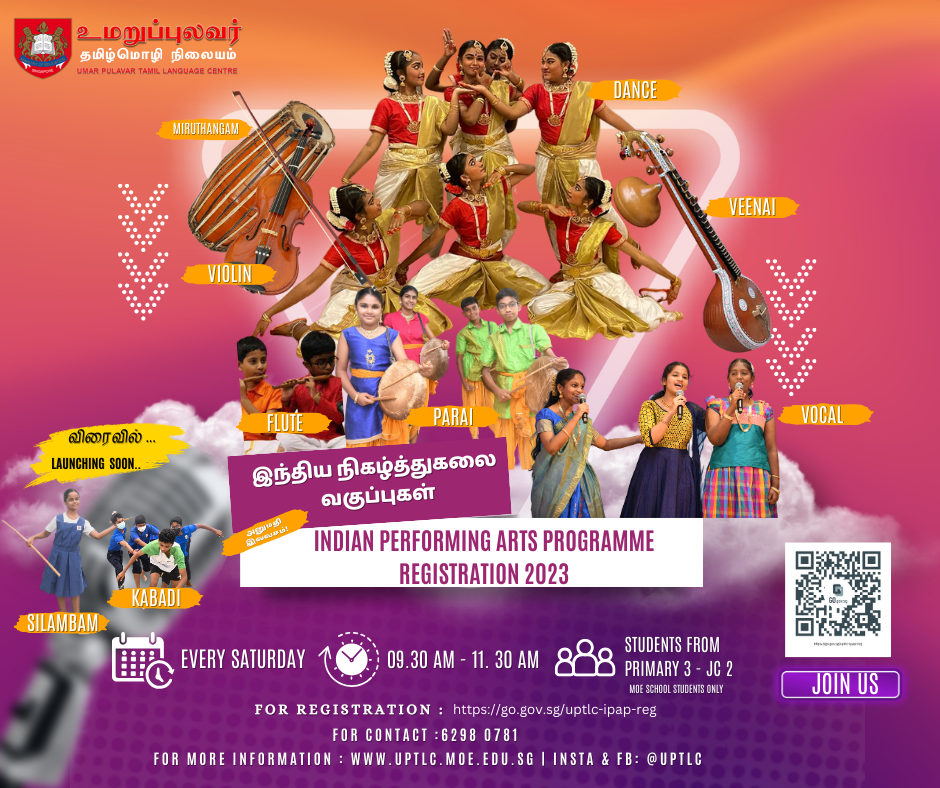 உமறுப்புலவர்
தமிழ்மொழி நிலையம்
UMAR PULAVAR TAMIL LANGUAGE CENTRE
SINGAPORE
DANCE
MIRUTHANGAM
VEENAI
VIOLIN
FLUTE
PARAI
VOCAL
விரைவில் ...
LAUNCHING SOON..
இந்திய நிகழ்த்துகலை
வகுப்புகள்
அனுமதி
இலவசம்!
INDIAN PERFORMING ARTS PROGRAMME
REGISTRATION 2023
KABADI
SILAMBAM
EVERY SATURDAY
09.30 AM - 11. 30 AM
STUDENTS FROM
PRIMARY 3 - JC 2
MOE SCHOOL STUDENTS ONLY
JOIN US
FOR REGISTRATION : https://go.gov.sg/uptlc-ipap-reg
FOR CONTACT :6298 0781
FOR MORE INFORMATION : WWW.UPTLC.MOE.EDU.SG | INSTA & FB: @UPTLC